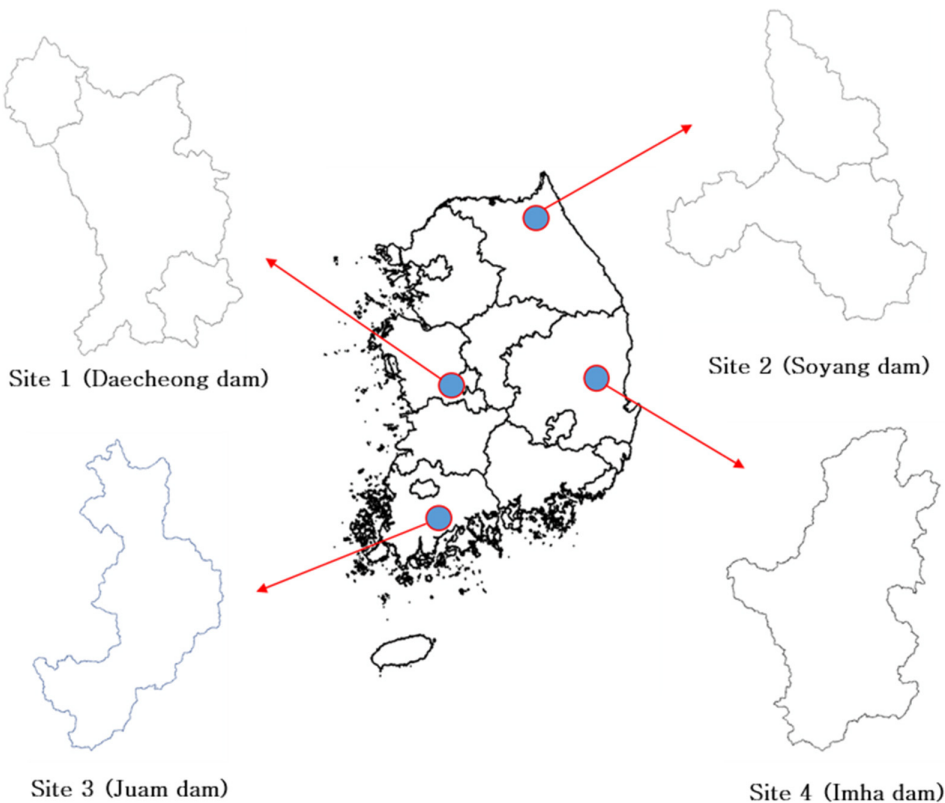 Site 1 (Daecheong dam)
Site 2 (Soyang dam)
Site 3 (Juam dam)
Site 4 (Imha dam)